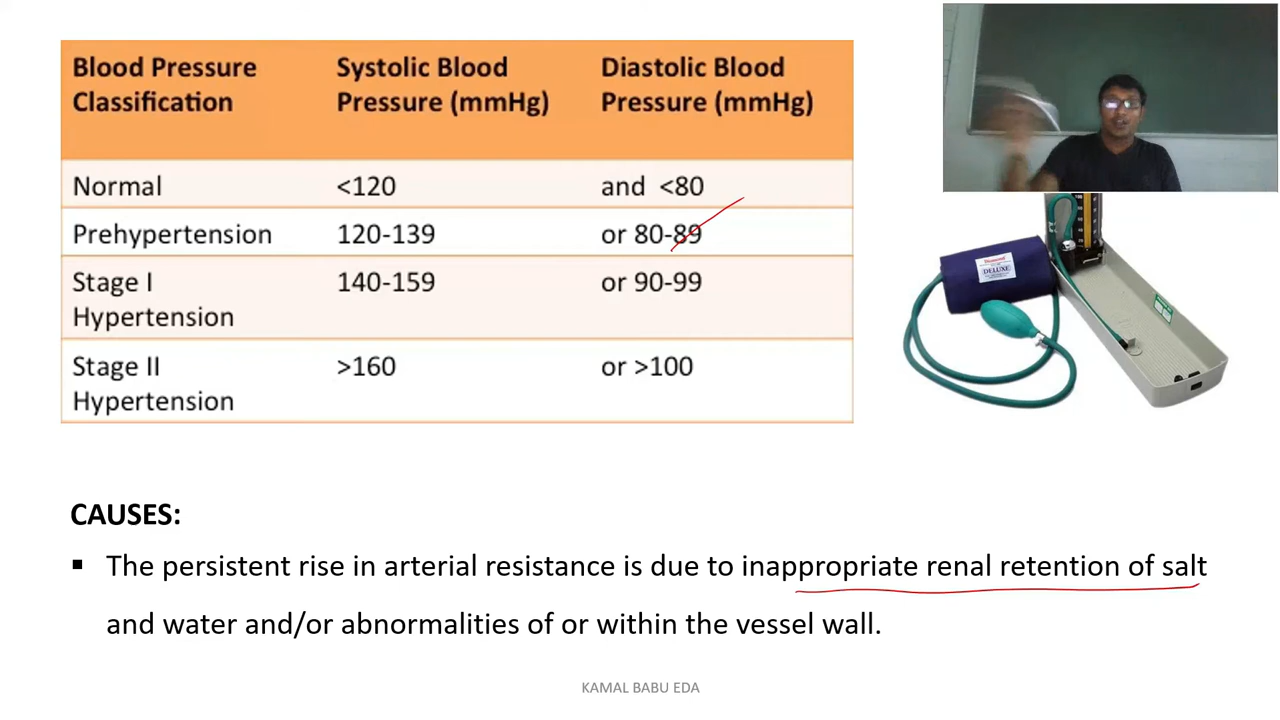 Blood Pressure Classification
Systolic Blood Pressure (mmHg)
Diastolic Blood Pressure (mmHg)
Normal
<120
and <80
Prehypertension
120-139
or 80-89
Stage I Hypertension
140-159
or 90-99
Stage II Hypertension
>160
or >100
DELUXE
CAUSES:
▪ The persistent rise in arterial resistance is due to inappropriate renal retention of salt
and water and/or abnormalities of or within the vessel wall.
KAMAL BABU EDA